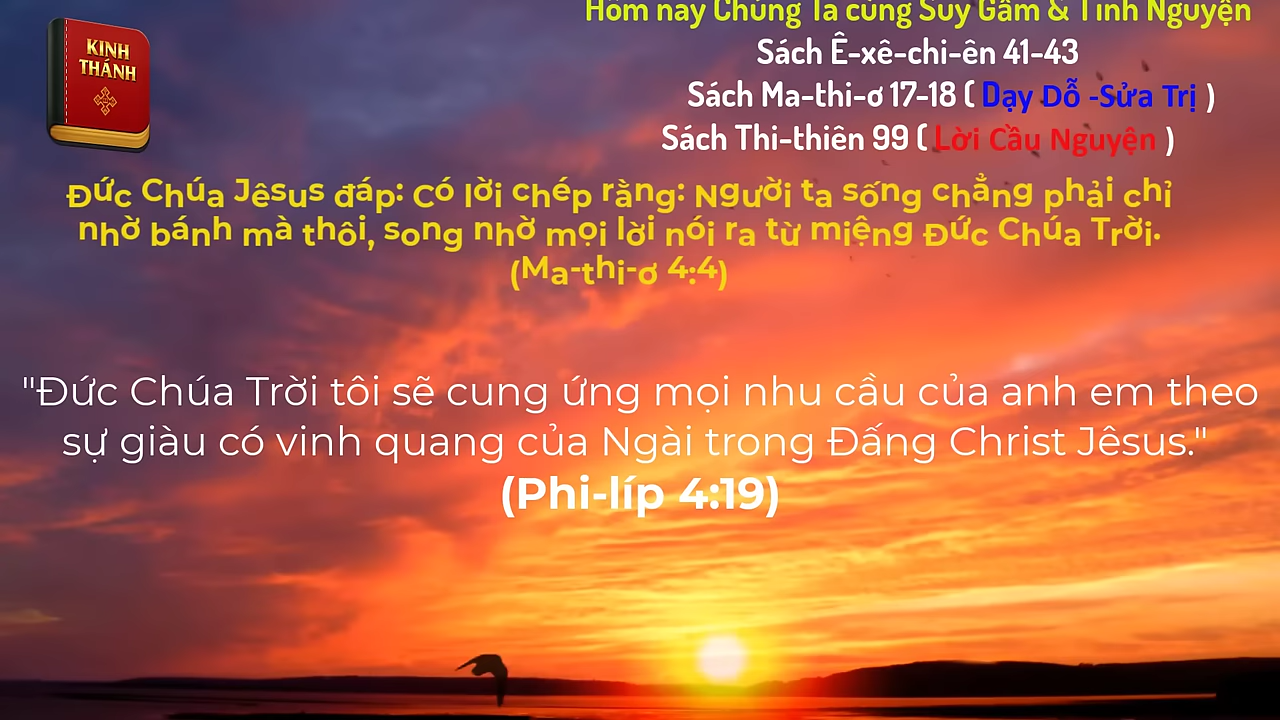 KINH
THÁNH
Hôm nay Chúng Ta cùng Suy Gẫm & Tĩnh Nguyện
Sách Ê-xê-chi-ên 41-43
Sách Ma-thi-ơ 17-18 ( Dạy Dỗ -Sửa Trị )
Sách Thi-thiên 99 ( Lời Cầu Nguyện )
Đức Chúa Jêsus đáp: Có lời chép rằng: Người ta sống chẳng phải chỉ
nhờ bánh mà thôi, song nhờ mọi lời nói ra từ miệng Đức Chúa Trời.
(Ma-thi-ơ 4:4)
"Đức Chúa Trời tôi sẽ cung ứng mọi nhu cầu của anh em theo
sự giàu có vinh quang của Ngài trong Đấng Christ Jêsus."
(Phi-líp 4:19)